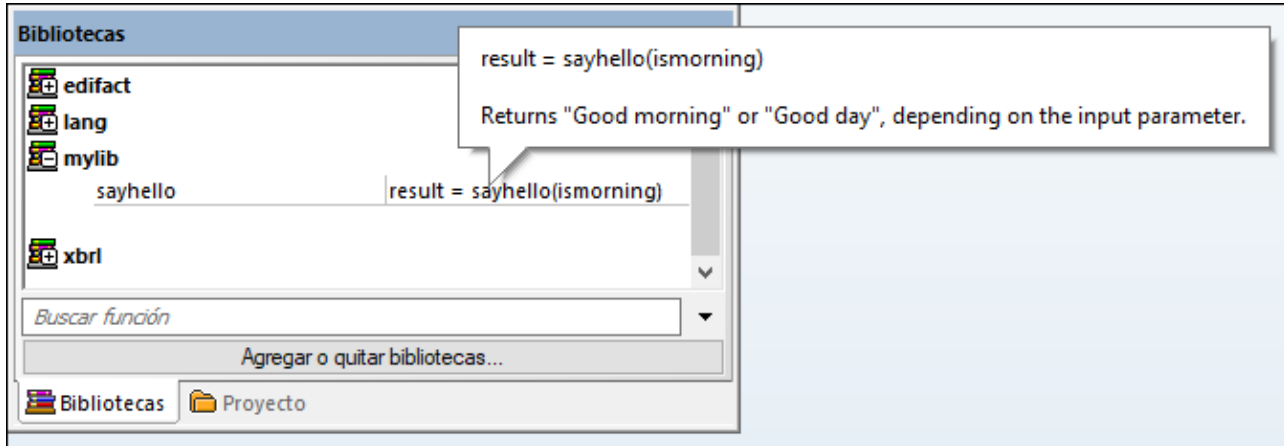 Bibliotecas
result = sayhello(ismorning)
Returns "Good morning" or "Good day", depending on the input parameter.
edifact
lang
mylib
sayhello result = sayhello(ismorning)
xbrl
Buscar función
Agregar o quitar bibliotecas...
Bibliotecas Proyecto